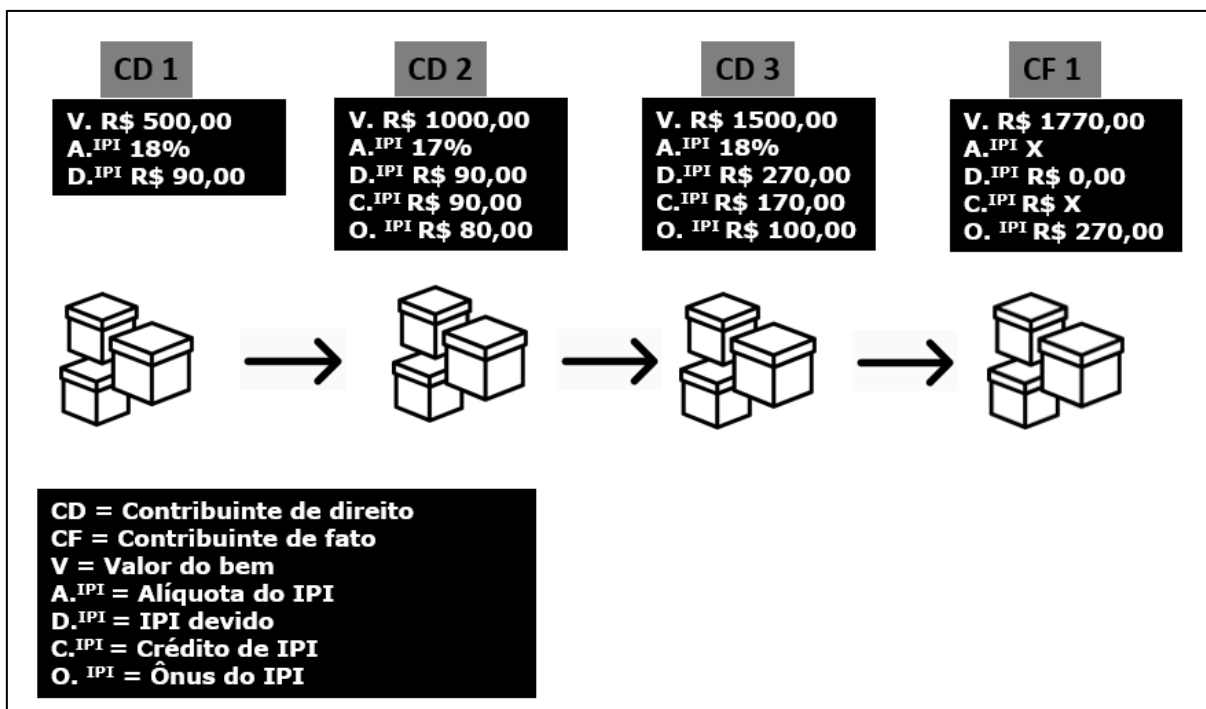 CD 1
V. R$ 500,00
A.IPI 18%
D.IPI R$ 90,00
CD 2
V. R$ 1000,00
A.IPI 17%
D.IPI R$ 90,00
C.IPI R$ 90,00
O. IPI R$ 80,00
CD 3
V. R$ 1500,00
A.IPI 18%
D.IPI R$ 270,00
C.IPI R$ 170,00
O. IPI R$ 100,00
CF 1
V. R$ 1770,00
A.IPI X
D.IPI R$ 0,00
C.IPI R$ X
O. IPI R$ 270,00
CD = Contribuinte de direito
CF = Contribuinte de fato
V = Valor do bem
A.IPI = Alíquota do IPI
D.IPI = IPI devido
C.IPI = Crédito de IPI
O. IPI = Ônus do IPI